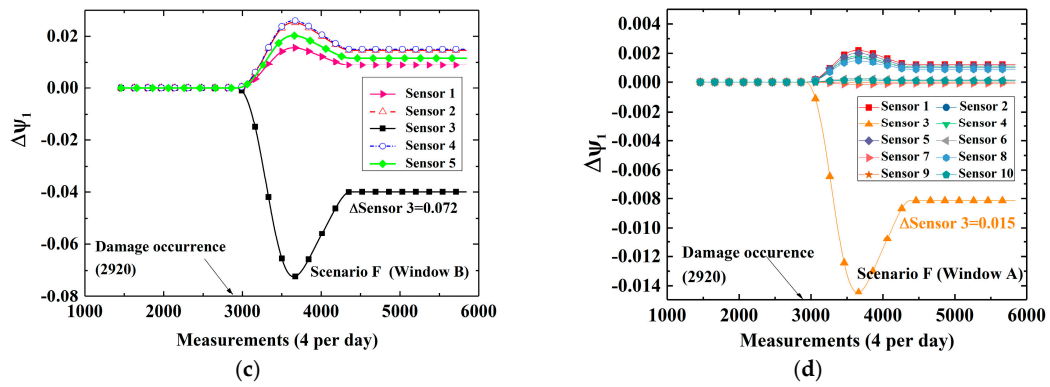 0.02
0.00
-0.02
-0.04
-0.06
-0.08
Δψ₁
Sensor 1
Sensor 2
Sensor 3
Sensor 4
Sensor 5
ΔSensor 3=0.072
Damage occurrence
(2920)
Scenario F (Window B)
1000 2000 3000 4000 5000 6000
Measurements (4 per day)
(c)
0.004
0.002
0.000
-0.002
-0.004
-0.006
-0.008
-0.010
-0.012
-0.014
Δψ₁
Sensor 1 Sensor 2
Sensor 3 Sensor 4
Sensor 5 Sensor 6
Sensor 7 Sensor 8
Sensor 9 Sensor 10
ΔSensor 3=0.015
Damage occurrence
(2920)
Scenario F (Window A)
1000 2000 3000 4000 5000 6000
Measurements (4 per day)
(d)